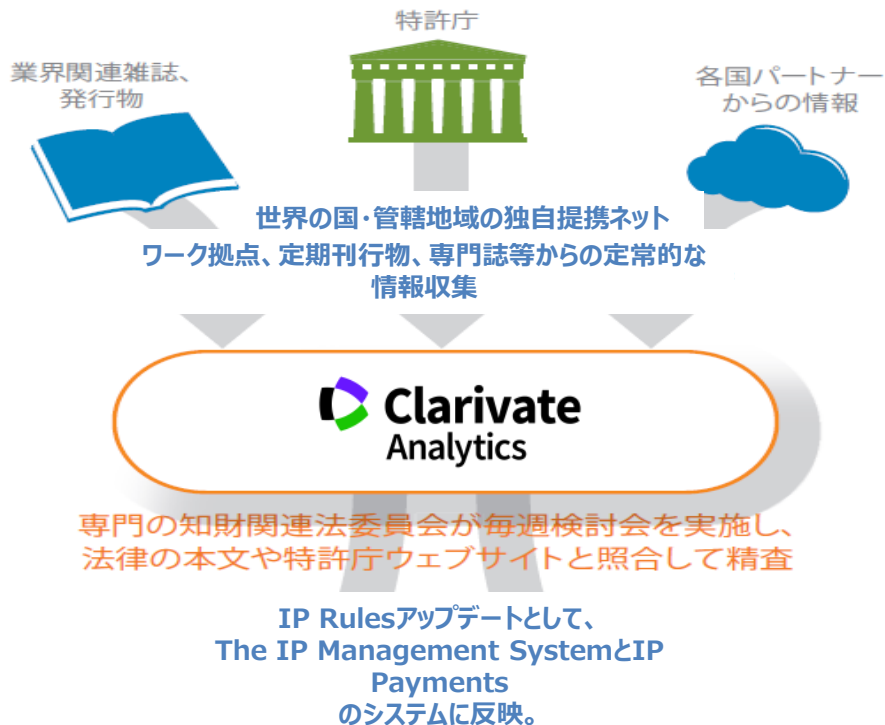 特許庁
業界関連雑誌、
発行物
各国パートナー
からの情報
世界の国・管轄地域の独自提携ネット
ワーク拠点、定期刊行物、専門誌等からの定常的な
情報収集
Clarivate
Analytics
専門の知財関連法委員会が毎週検討会を実施し、
法律の本文や特許庁ウェブサイトと照合して精査
IP Rulesアップデートとして、
The IP Management SystemとIP
Payments
のシステムに反映。